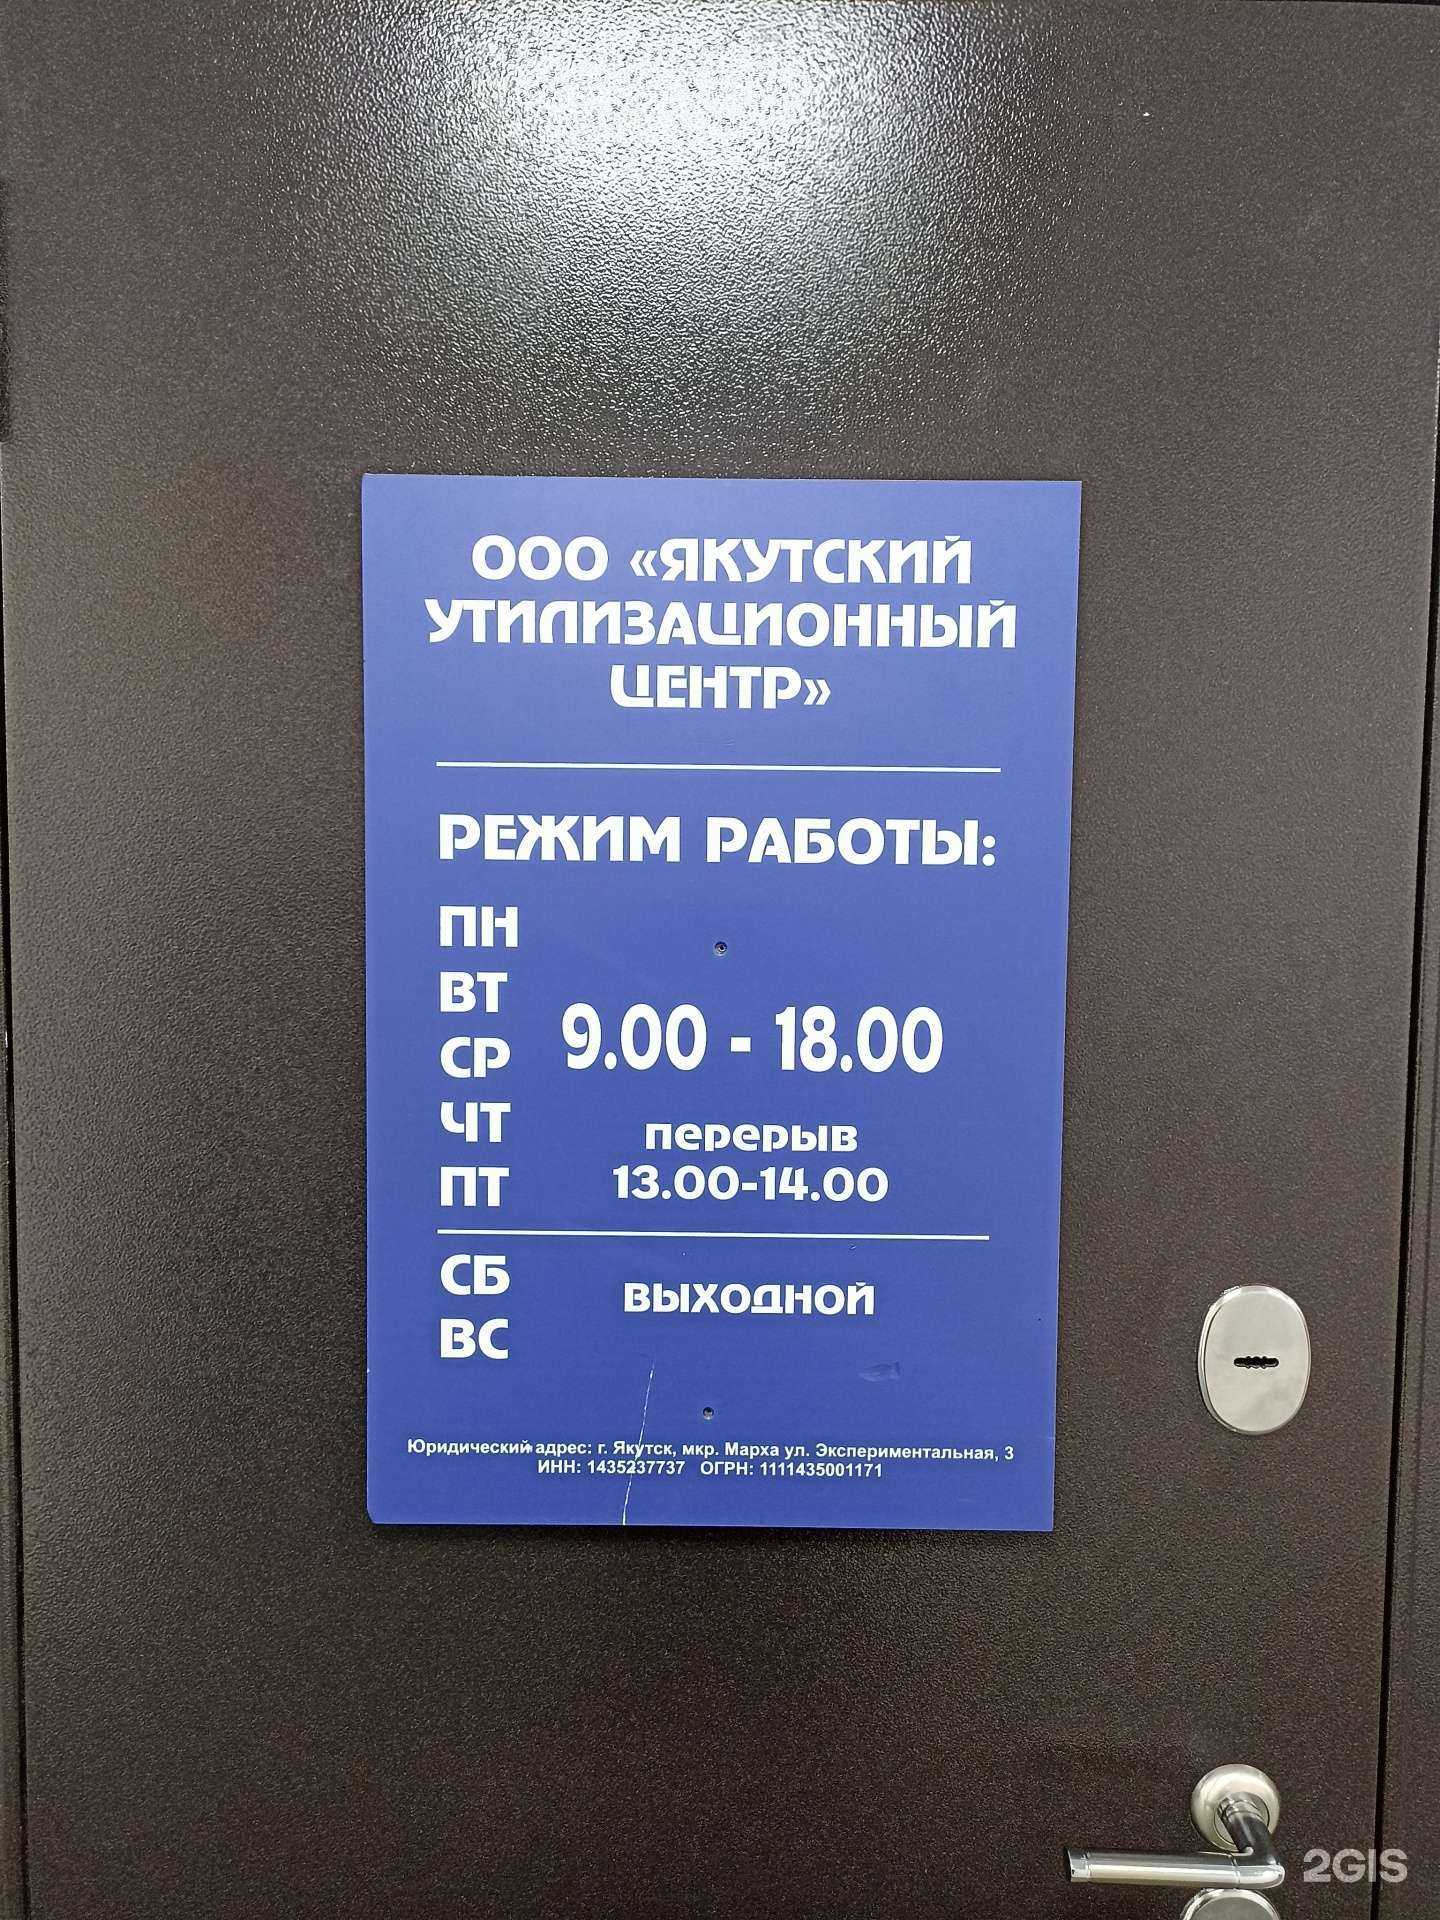 ООО «ЯКУТСКИЙ
УТИЛИЗАЦИОННЫЙ
ЦЕНТР»
РЕЖИМ РАБОТЫ:
ПН
ВТ
СР 9.00 - 18.00
ЧТ перерыв
ПТ 13.00-14.00
СБ ВЫХОДНОЙ
ВС
Юридический адрес: г. Якутск, мкр. Марха ул. Экспериментальная, 3
ИНН: 1435237737 ОГРН: 1111435001171
2GIS